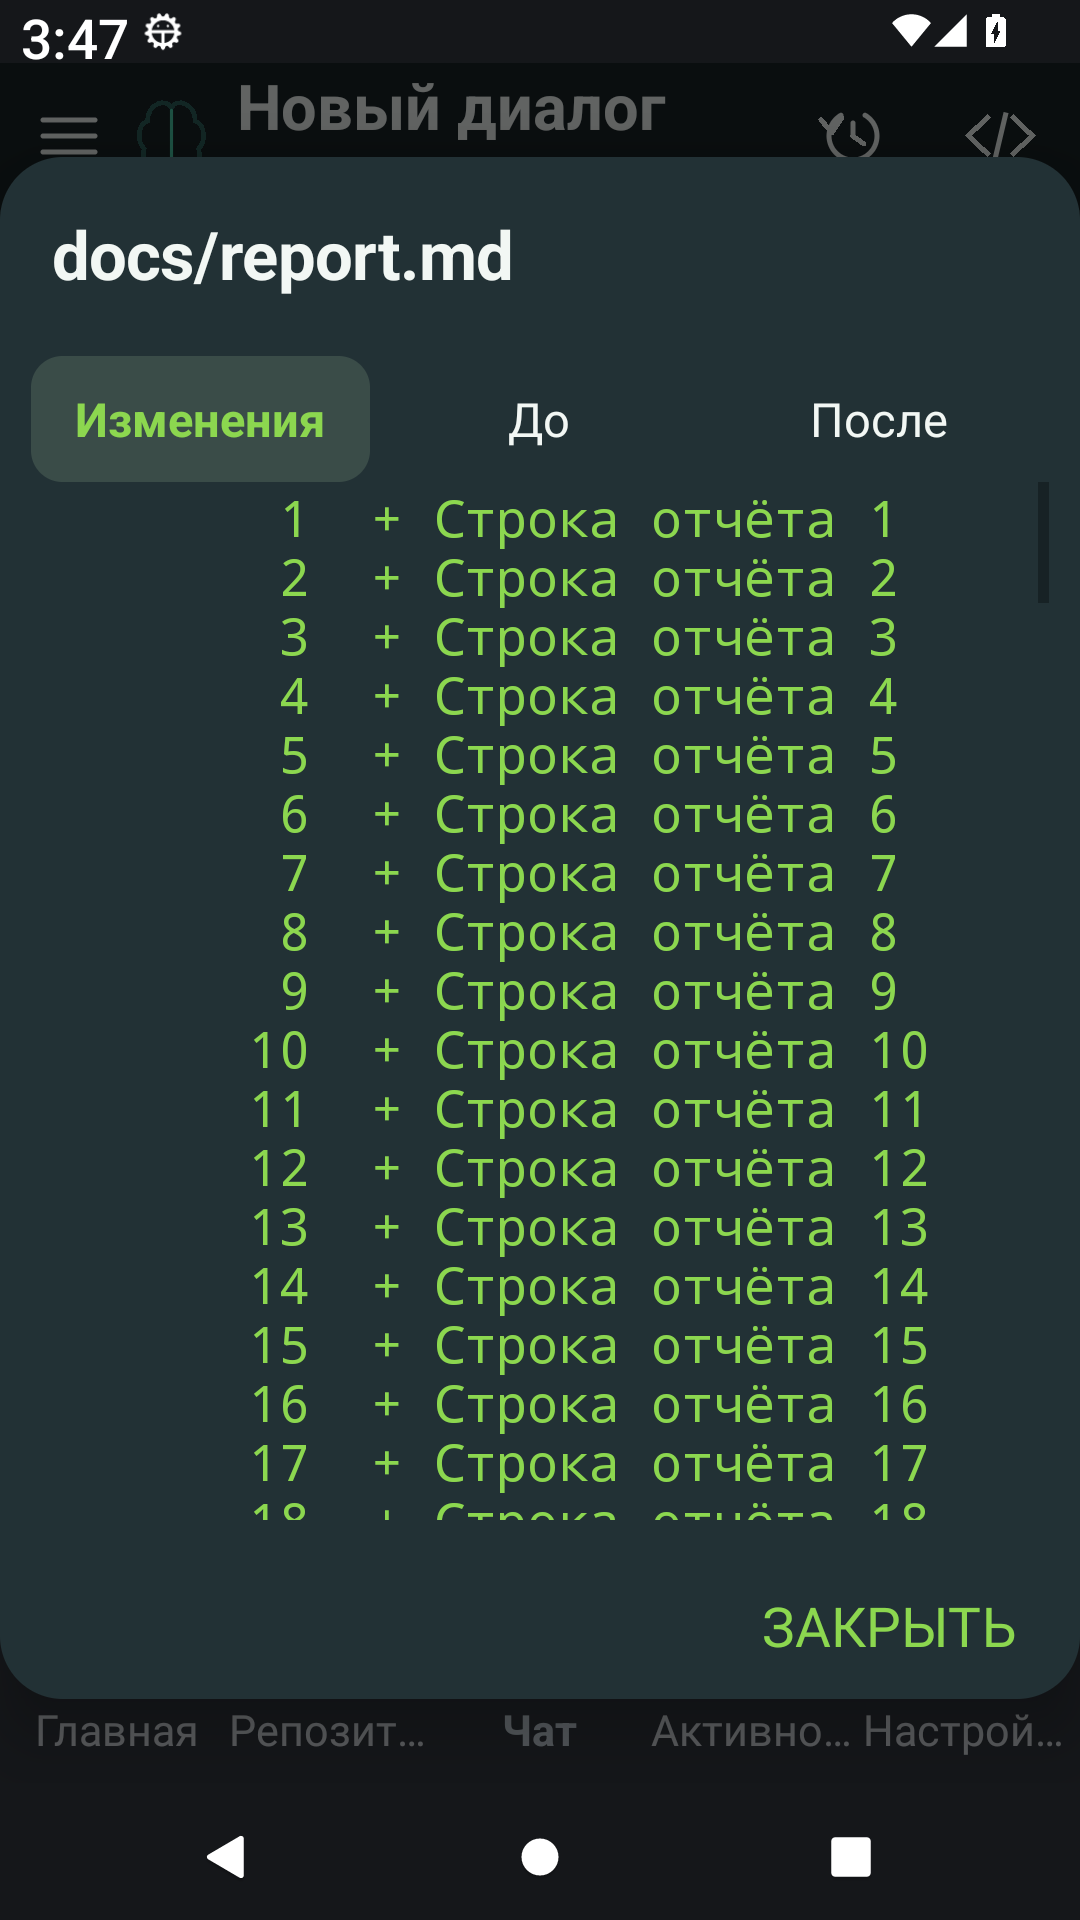 3:47
Новый диалог
docs/report.md
Изменения До После
1 + Строка отчёта 1
2 + Строка отчёта 2
3 + Строка отчёта 3
4 + Строка отчёта 4
5 + Строка отчёта 5
6 + Строка отчёта 6
7 + Строка отчёта 7
8 + Строка отчёта 8
9 + Строка отчёта 9
10 + Строка отчёта 10
11 + Строка отчёта 11
12 + Строка отчёта 12
13 + Строка отчёта 13
14 + Строка отчёта 14
15 + Строка отчёта 15
16 + Строка отчёта 16
17 + Строка отчёта 17
18 + Строка отчёта 18
ЗАКРЫТЬ
Главная Репозит... Чат Активно... Настрой...